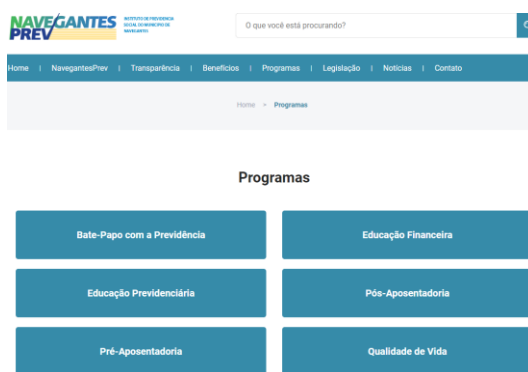 NAVEGANTES
PREV
INSTITUTO DE PREVIDÊNCIA
SOCIAL DO MUNICÍPIO DE
NAVEGANTES
O que você está procurando?
Home | NavegantesPrev | Transparência | Benefícios | Programas | Legislação | Notícias | Contato
Home > Programas
Programas
Bate-Papo com a Previdência
Educação Financeira
Educação Previdenciária
Pós-Aposentadoria
Pré-Aposentadoria
Qualidade de Vida